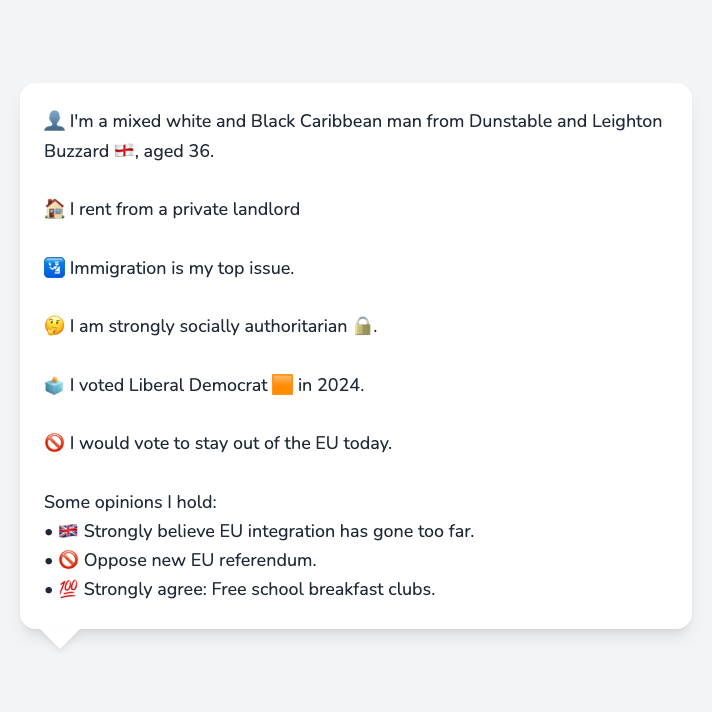 👤 I'm a mixed white and Black Caribbean man from Dunstable and Leighton
Buzzard 🏴󠁧󠁢󠁥󠁮󠁧󠁿, aged 36.
🏠 I rent from a private landlord
🛂 Immigration is my top issue.
🤔 I am strongly socially authoritarian 🔒.
🗳️ I voted Liberal Democrat 🟧 in 2024.
🚫 I would vote to stay out of the EU today.
Some opinions I hold:
• 🇬🇧 Strongly believe EU integration has gone too far.
• 🚫 Oppose new EU referendum.
• 💯 Strongly agree: Free school breakfast clubs.